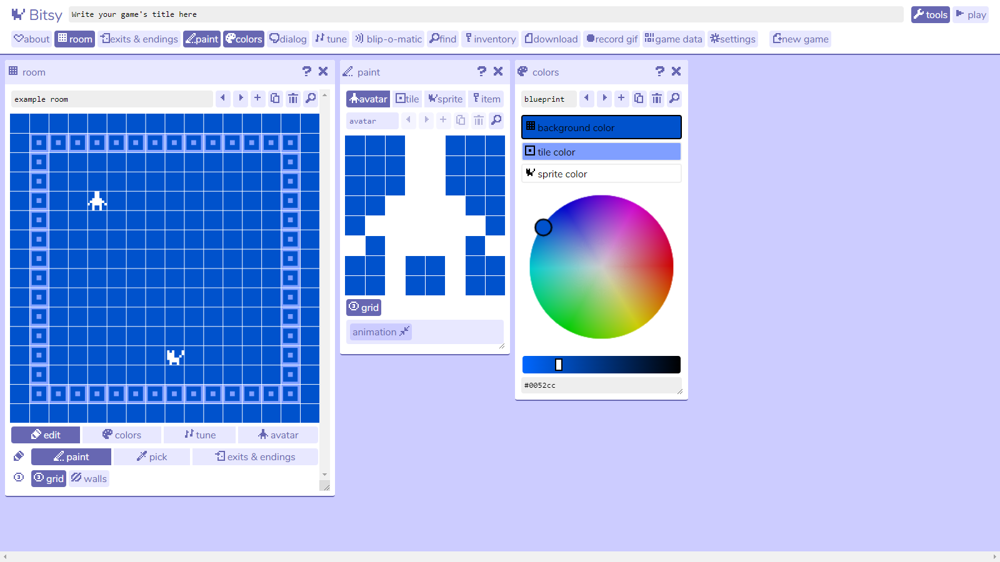 Bitsy
Write your game's title here
tools
play
about
room
exits & endings
paint
colors
dialog
tune
blip-o-matic
find
inventory
download
record gif
game data
settings
new game
room
example room
edit
colors
tune
avatar
paint
pick
exits & endings
grid
walls
paint
avatar
tile
sprite
item
avatar
grid
animation
colors
blueprint
background color
tile color
sprite color
#0052cc